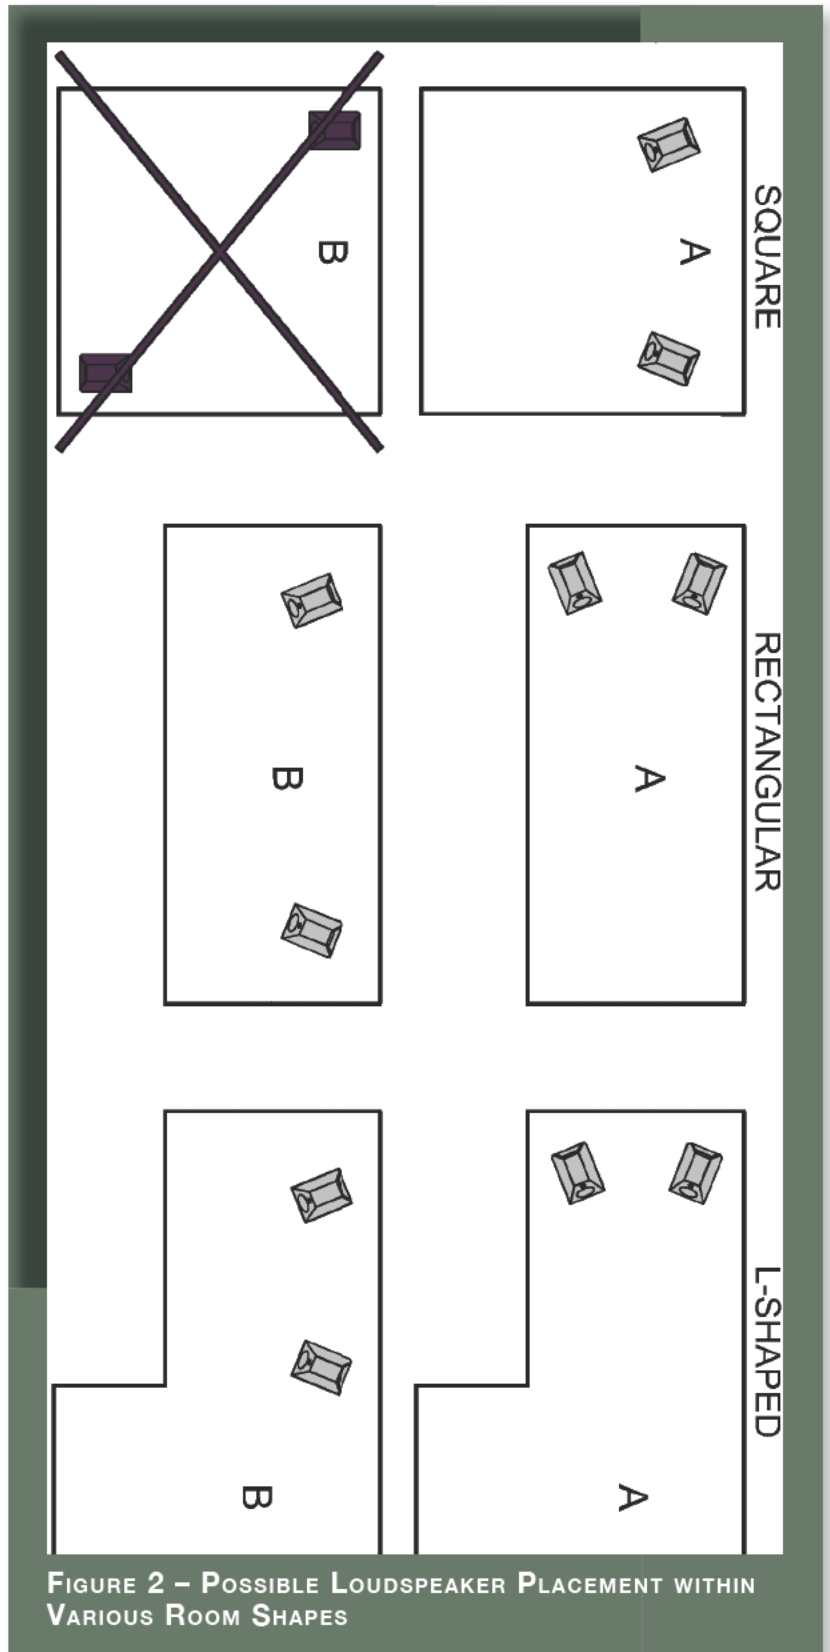 SQUARE
A
B
RECTANGULAR
A
B
L-SHAPED
A
B
FIGURE 2 – POSSIBLE LOUDSPEAKER PLACEMENT WITHIN
VARIOUS ROOM SHAPES